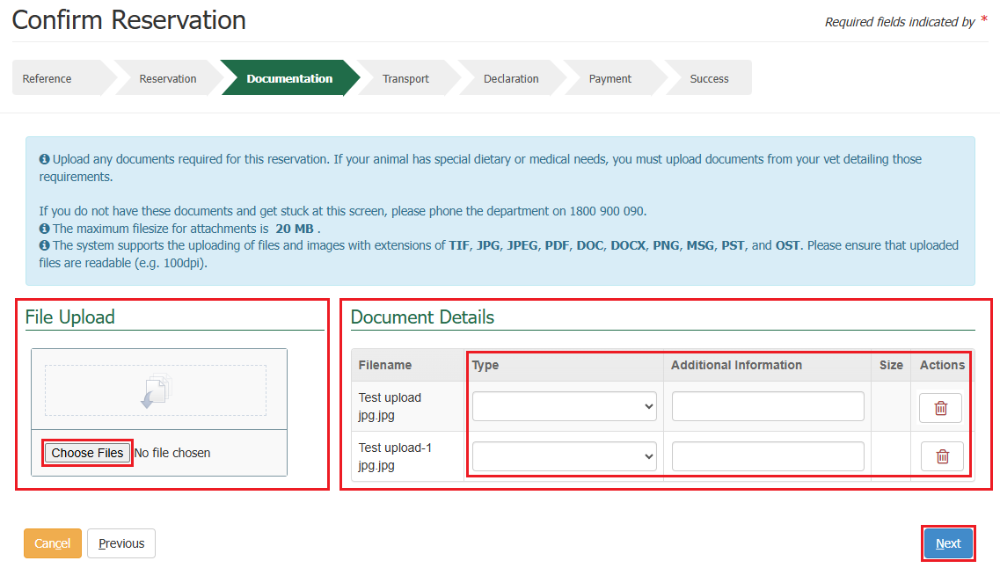 Confirm Reservation
Required fields indicated by *
Reference
Reservation
Documentation
Transport
Declaration
Payment
Success
Upload any documents required for this reservation. If your animal has special dietary or medical needs, you must upload documents from your vet detailing those
requirements.
If you do not have these documents and get stuck at this screen, please phone the department on 1800 900 090.
The maximum filesize for attachments is 20 MB .
The system supports the uploading of files and images with extensions of TIF, JPG, JPEG, PDF, DOC, DOCX, PNG, MSG, PST, and OST. Please ensure that uploaded
files are readable (e.g. 100dpi).
File Upload
Choose Files No file chosen
Document Details
Filename Type Additional Information Size Actions
Test upload
jpg.jpg
Test upload-1
jpg.jpg
Cancel
Previous
Next